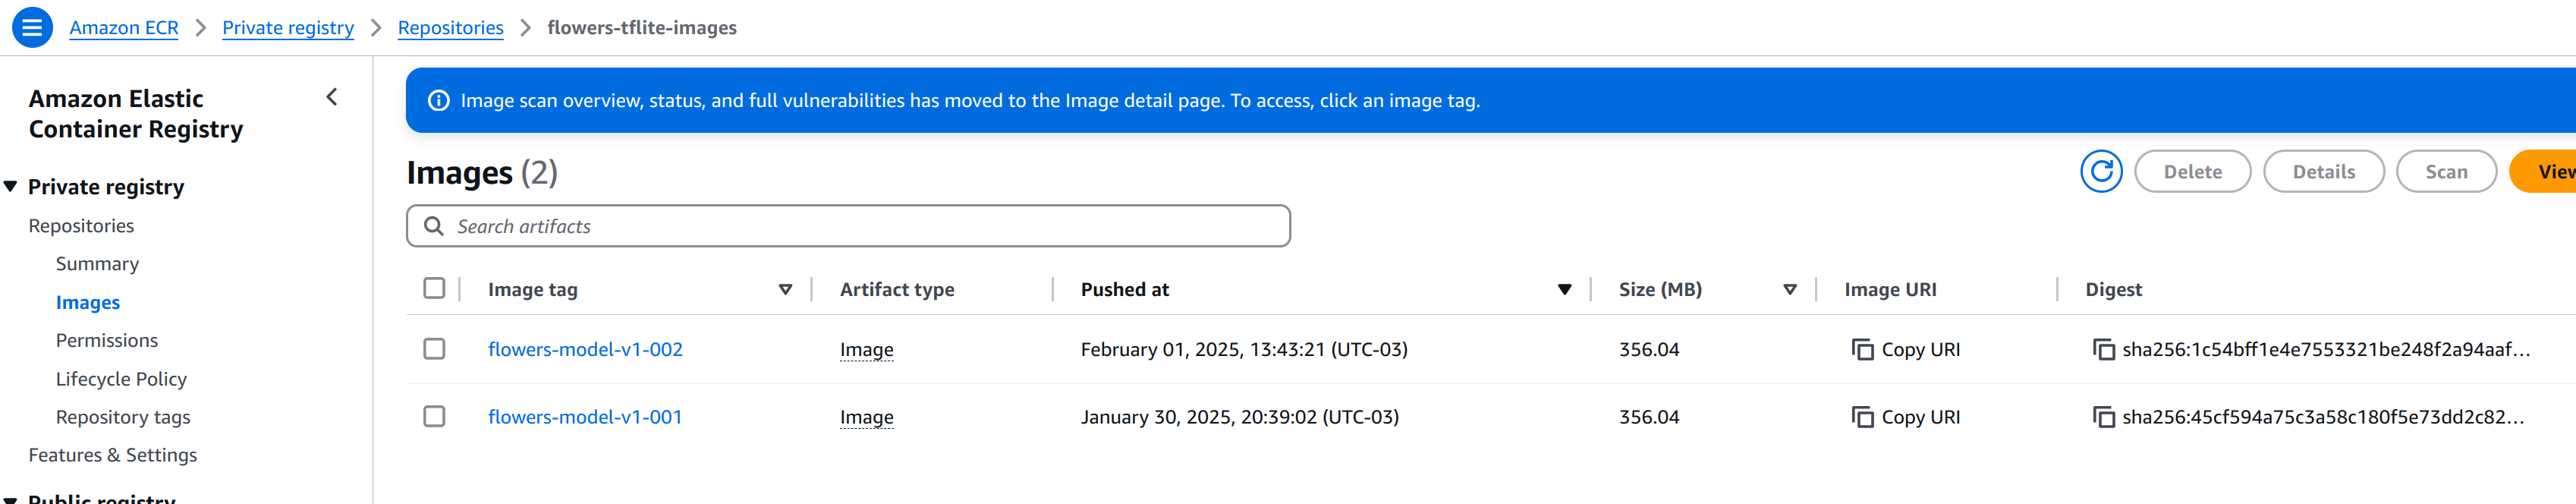 Amazon ECR > Private registry > Repositories > flowers-tflite-images
Amazon Elastic
Container Registry
Private registry
Repositories
Summary
Images
Permissions
Lifecycle Policy
Repository tags
Features & Settings
Public registry
Image scan overview, status, and full vulnerabilities has moved to the Image detail page. To access, click an image tag.
Images (2)
Delete Details Scan View
Search artifacts
Image tag Artifact type Pushed at Size (MB) Image URI Digest
flowers-model-v1-002 Image February 01, 2025, 13:43:21 (UTC-03) 356.04 Copy URI sha256:1c54bff1e4e7553321be248f2a94aaf...
flowers-model-v1-001 Image January 30, 2025, 20:39:02 (UTC-03) 356.04 Copy URI sha256:45cf594a75c3a58c180f5e73dd2c82...